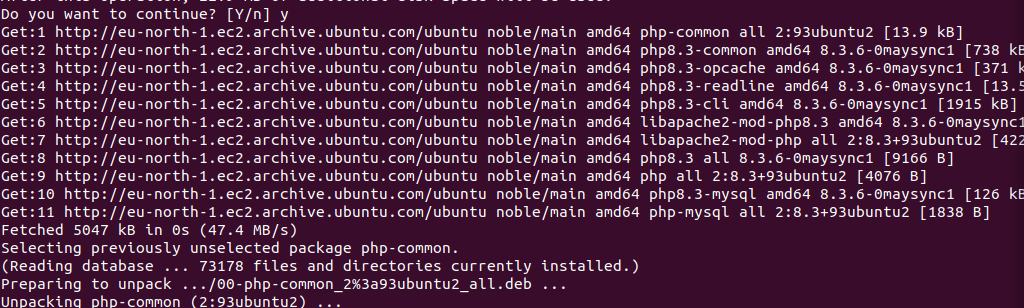 Do you want to continue? [Y/n] y
Get:1 http://eu-north-1.ec2.archive.ubuntu.com/ubuntu noble/main amd64 php-common all 2:93ubuntu2 [13.9 kB]
Get:2 http://eu-north-1.ec2.archive.ubuntu.com/ubuntu noble/main amd64 php8.3-common amd64 8.3.6-0maysync1 [738 kB
Get:3 http://eu-north-1.ec2.archive.ubuntu.com/ubuntu noble/main amd64 php8.3-opcache amd64 8.3.6-0maysync1 [371 k
Get:4 http://eu-north-1.ec2.archive.ubuntu.com/ubuntu noble/main amd64 php8.3-readline amd64 8.3.6-0maysync1 [13.5
Get:5 http://eu-north-1.ec2.archive.ubuntu.com/ubuntu noble/main amd64 php8.3-cli amd64 8.3.6-0maysync1 [1915 kB]
Get:6 http://eu-north-1.ec2.archive.ubuntu.com/ubuntu noble/main amd64 libapache2-mod-php8.3 amd64 8.3.6-0maysync1
Get:7 http://eu-north-1.ec2.archive.ubuntu.com/ubuntu noble/main amd64 libapache2-mod-php all 2:8.3+93ubuntu2 [422
Get:8 http://eu-north-1.ec2.archive.ubuntu.com/ubuntu noble/main amd64 php8.3 all 8.3.6-0maysync1 [9166 B]
Get:9 http://eu-north-1.ec2.archive.ubuntu.com/ubuntu noble/main amd64 php all 2:8.3+93ubuntu2 [4076 B]
Get:10 http://eu-north-1.ec2.archive.ubuntu.com/ubuntu noble/main amd64 php8.3-mysql amd64 8.3.6-0maysync1 [126 kB
Get:11 http://eu-north-1.ec2.archive.ubuntu.com/ubuntu noble/main amd64 php-mysql all 2:8.3+93ubuntu2 [1838 B]
Fetched 5047 kB in 0s (47.4 MB/s)
Selecting previously unselected package php-common.
(Reading database ... 73178 files and directories currently installed.)
Preparing to unpack .../00-php-common_2%3a93ubuntu2_all.deb ...
Unpacking php-common (2:93ubuntu2) ...